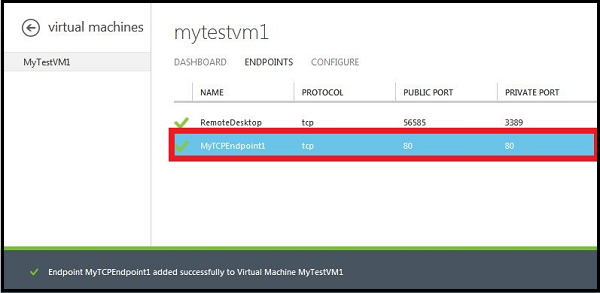 virtual machines
MyTestVM1
mytestvm1
DASHBOARD ENDPOINTS CONFIGURE
NAME PROTOCOL PUBLIC PORT PRIVATE PORT
RemoteDesktop tcp 56585 3389
MyTCPEndpoint1 tcp 80 80
Endpoint MyTCPEndpoint1 added successfully to Virtual Machine MyTestVM1